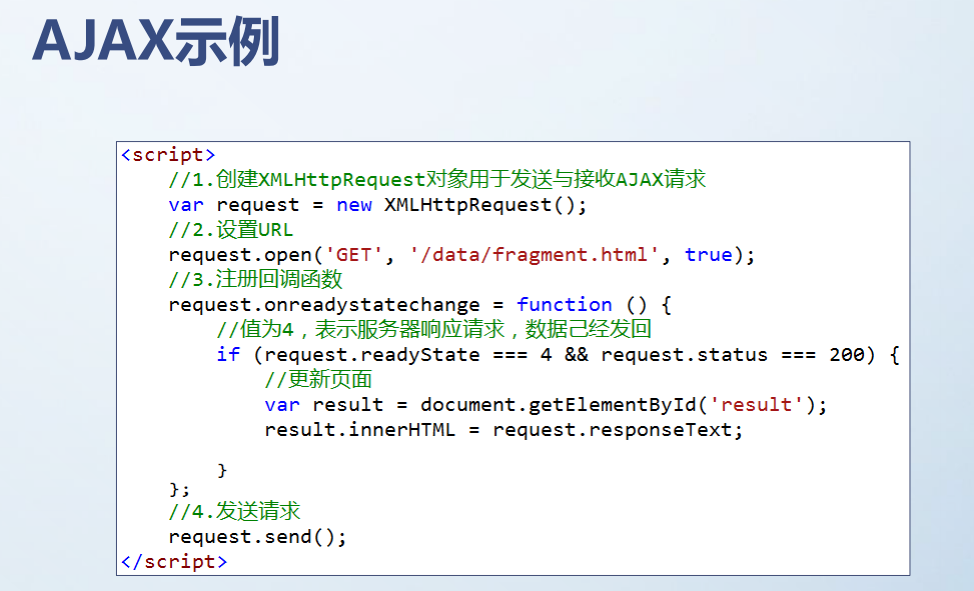 AJAX示例
<script>
//1.创建XMLHttpRequest对象用于发送与接收AJAX请求
var request = new XMLHttpRequest();
//2.设置URL
request.open('GET', '/data/fragment.html', true);
//3.注册回调函数
request.onreadystatechange = function () {
//值为4，表示服务器响应请求，数据己经发回
if (request.readyState === 4 && request.status === 200) {
//更新页面
var result = document.getElementById('result');
result.innerHTML = request.responseText;
}
};
//4.发送请求
request.send();
</script>